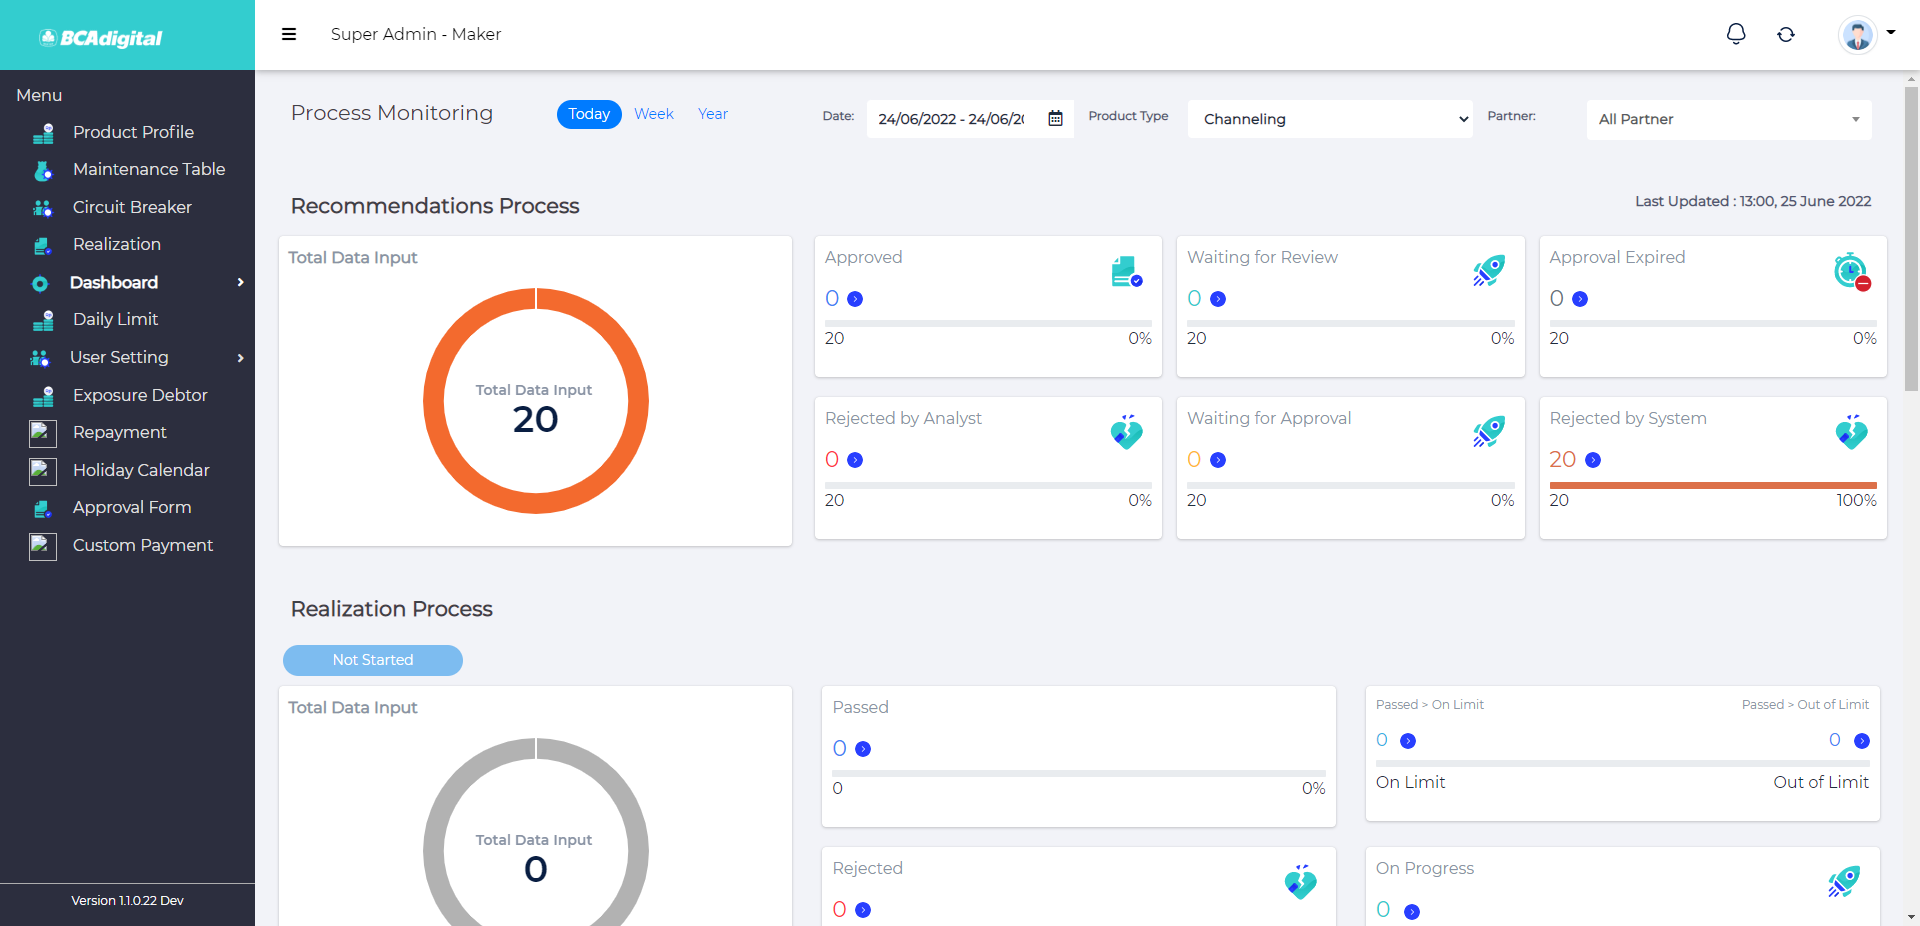 BCAdigital
Super Admin - Maker
Menu
Product Profile
Maintenance Table
Circuit Breaker
Realization
Dashboard
Daily Limit
User Setting
Exposure Debtor
Repayment
Holiday Calendar
Approval Form
Custom Payment
Version 1.1.0.22 Dev
Process Monitoring
Today Week Year
Date: 24/06/2022 - 24/06/20
Product Type Channeling
Partner: All Partner
Recommendations Process
Last Updated : 13:00, 25 June 2022
Total Data Input
Total Data Input
20
Approved
0
20 0%
Waiting for Review
0
20 0%
Approval Expired
0
20 0%
Rejected by Analyst
0
20 0%
Waiting for Approval
0
20 0%
Rejected by System
20
20 100%
Realization Process
Not Started
Total Data Input
Total Data Input
0
Passed
0
0 0%
Passed > On Limit Passed > Out of Limit
0 0
On Limit Out of Limit
Rejected
0
On Progress
0